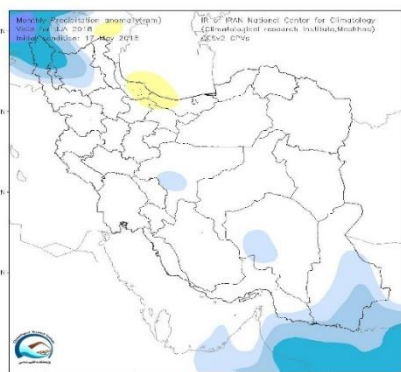 Monthly Precipitation anomaly(mm)
Valid for JJA 2018
Initial condition: 17 May 2018
IR of IRAN National Center for Climatology
(Climatological research Institute, Mashhad)
CFSv2